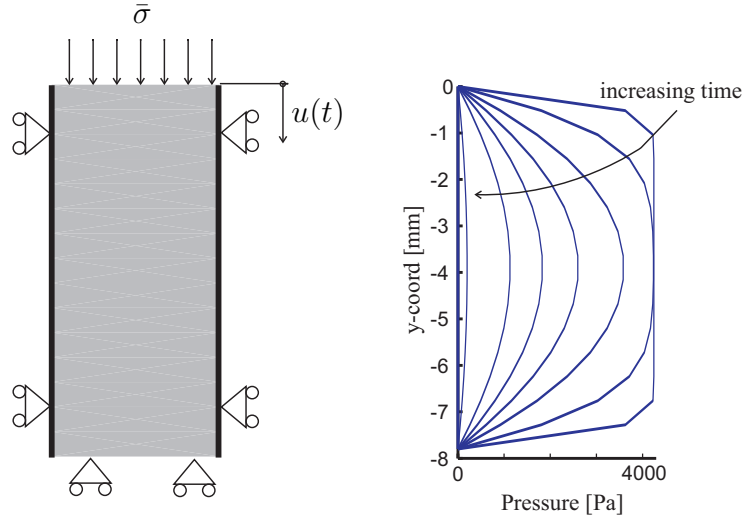 σ̄
u(t)
increasing time
0
-1
-2
-3
-4
-5
-6
-7
-8
y-coord [mm]
0
4000
Pressure [Pa]